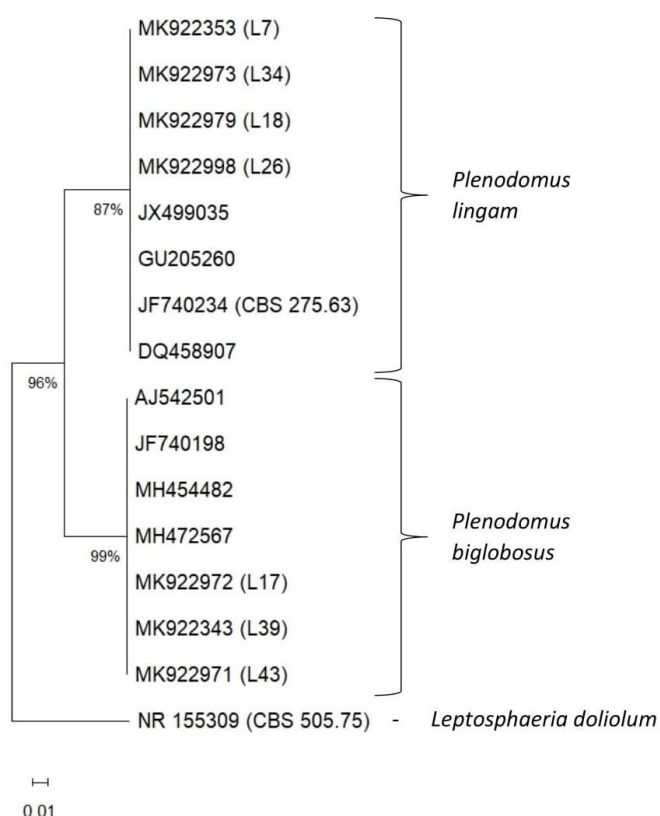 MK922353 (L7)
MK922973 (L34)
MK922979 (L18)
MK922998 (L26)
Plenodomus
lingam
87%
JX499035
GU205260
JF740234 (CBS 275.63)
DQ458907
96%
AJ542501
JF740198
MH454482
Plenodomus
biglobosus
MH472567
99%
MK922972 (L17)
MK922343 (L39)
MK922971 (L43)
NR 155309 (CBS 505.75) - Leptosphaeria doliolum
0.01